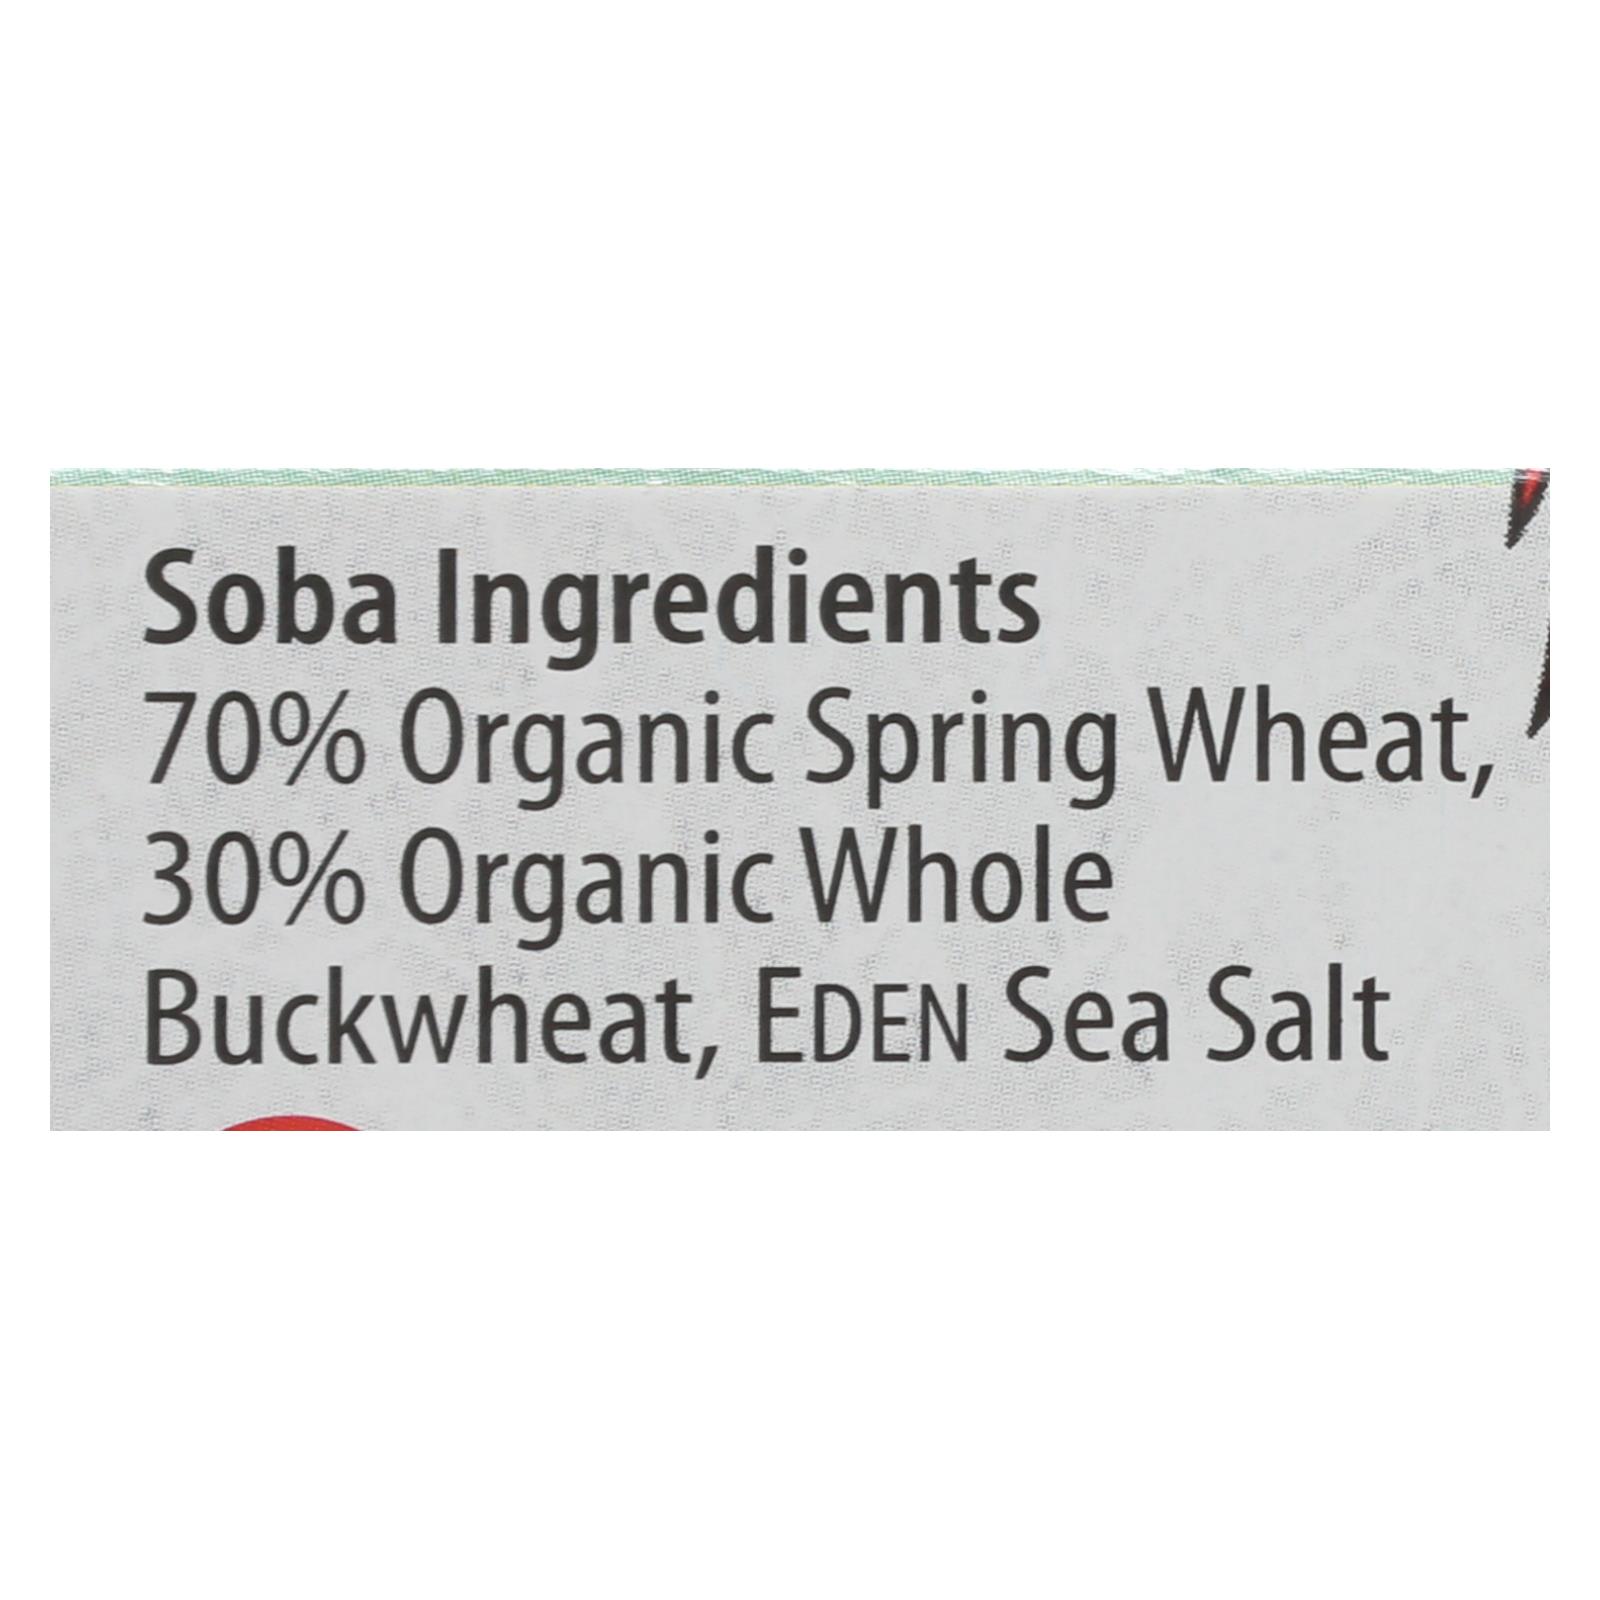 Soba Ingredients
70% Organic Spring Wheat,
30% Organic Whole
Buckwheat, EDEN Sea Salt